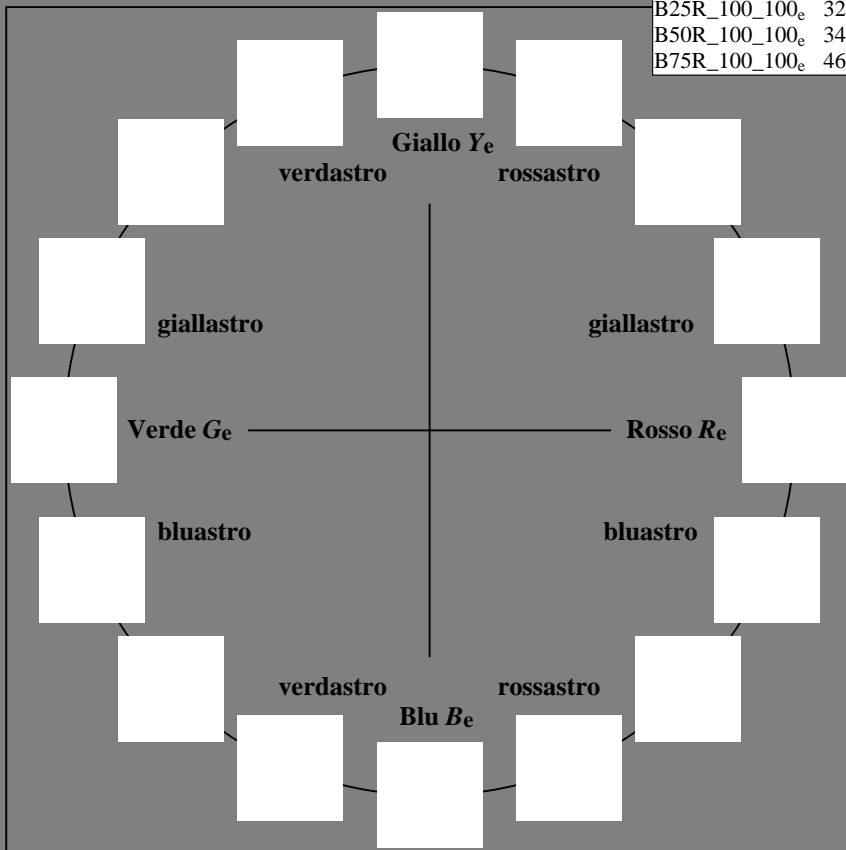 B25R_100_100e 32
B50R_100_100e 34
B75R_100_100e 46
Giallo Ye
verdastro rossastro
giallastro giallastro
Verde Ge Rosso Re
bluastro bluastro
verdastro rossastro
Blu Be